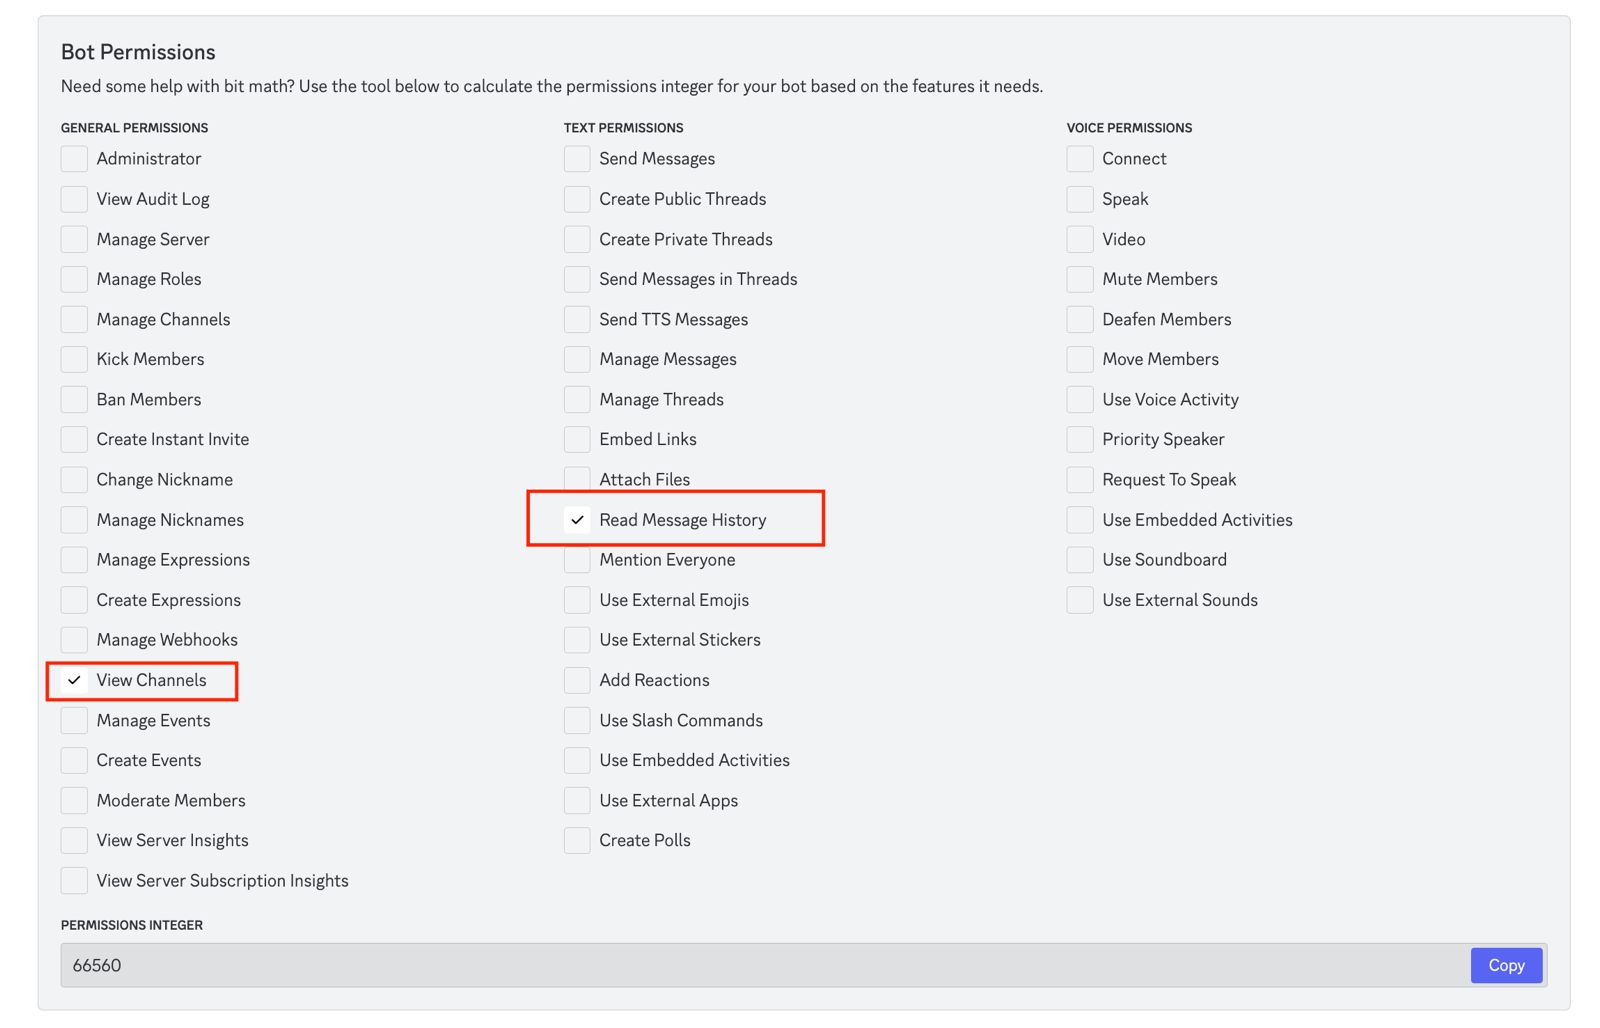 Bot Permissions
Need some help with bit math? Use the tool below to calculate the permissions integer for your bot based on the features it needs.
GENERAL PERMISSIONS
Administrator
View Audit Log
Manage Server
Manage Roles
Manage Channels
Kick Members
Ban Members
Create Instant Invite
Change Nickname
Manage Nicknames
Manage Expressions
Create Expressions
Manage Webhooks
View Channels
Manage Events
Create Events
Moderate Members
View Server Insights
View Server Subscription Insights
TEXT PERMISSIONS
Send Messages
Create Public Threads
Create Private Threads
Send Messages in Threads
Send TTS Messages
Manage Messages
Manage Threads
Embed Links
Attach Files
Read Message History
Mention Everyone
Use External Emojis
Use External Stickers
Add Reactions
Use Slash Commands
Use Embedded Activities
Use External Apps
Create Polls
VOICE PERMISSIONS
Connect
Speak
Video
Mute Members
Deafen Members
Move Members
Use Voice Activity
Priority Speaker
Request To Speak
Use Embedded Activities
Use Soundboard
Use External Sounds
PERMISSIONS INTEGER
66560
Copy